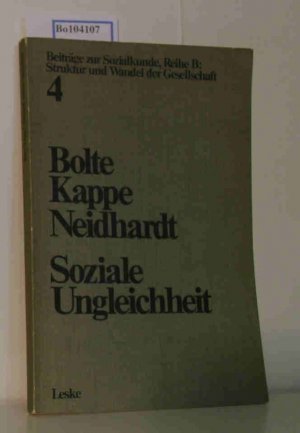 Bo104107
Beiträge zur Sozialkunde, Reihe B:
Struktur und Wandel der Gesellschaft
4
Bolte
Kappe
Neidhardt
Soziale
Ungleichheit
Leske